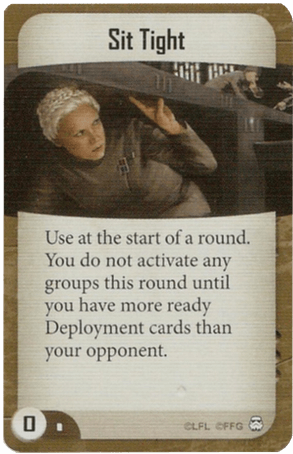 Sit Tight
Use at the start of a round.
You do not activate any
groups this round until
you have more ready
Deployment cards than
your opponent.
0
©LFL ©FFG